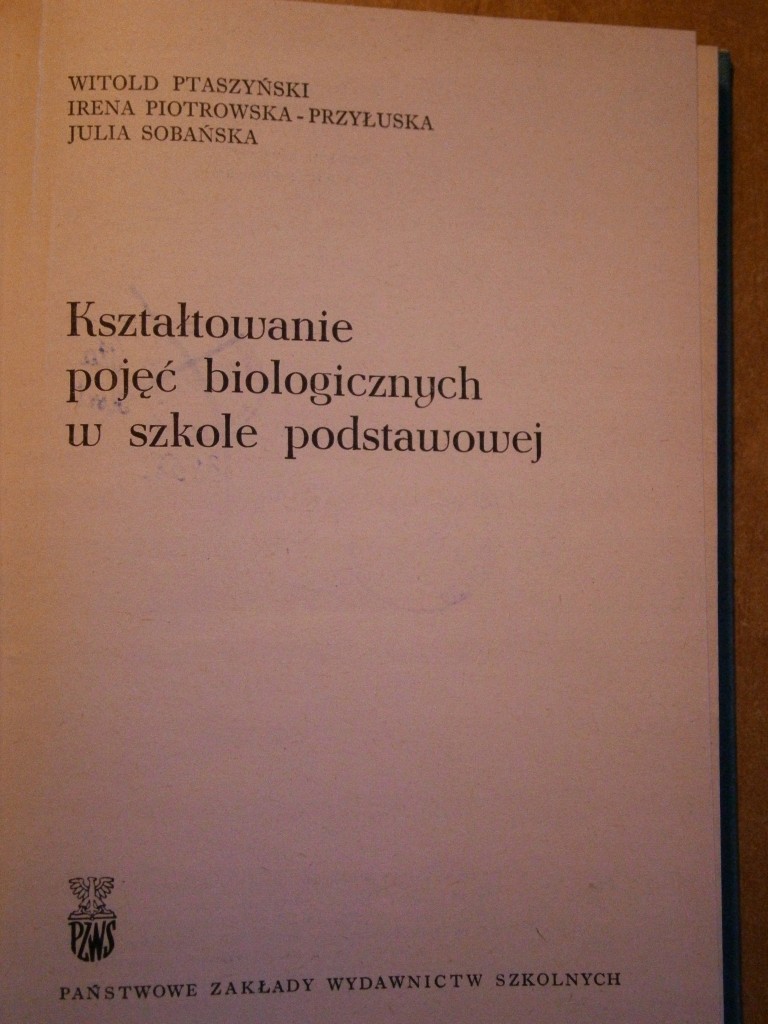 WITOLD PTASZYŃSKI
IRENA PIOTROWSKA-PRZYŁUSKA
JULIA SOBAŃSKA
Kształtowanie
pojęć biologicznych
w szkole podstawowej
PZWS
PAŃSTWOWE ZAKŁADY WYDAWNICTW SZKOLNYCH